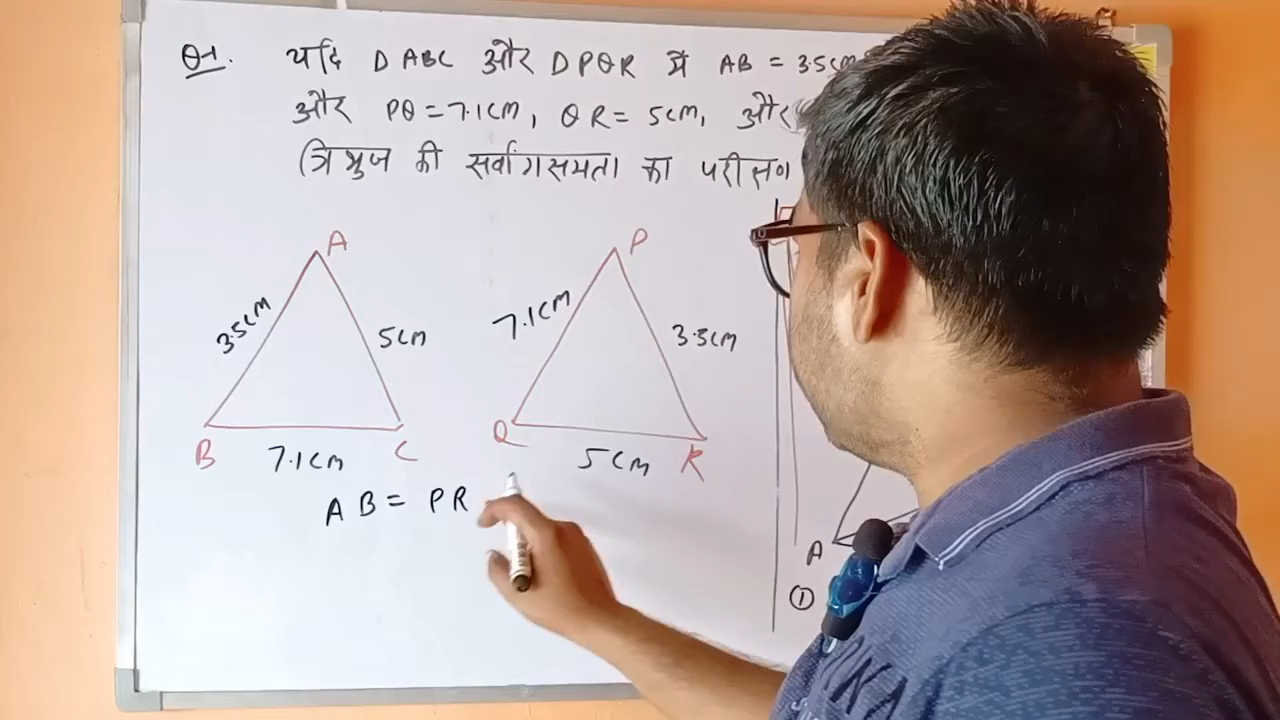 Q1. यदि D ABC और D PQR में AB = 3.5cm
और PQ = 7.1cm, QR = 5cm, और
त्रिभुज की सर्वांगसमता का परीक्षण
A
P
3.5cm
5cm
7.1cm
3.5cm
B
7.1cm
C
Q
5cm
R
AB = PR
A
①